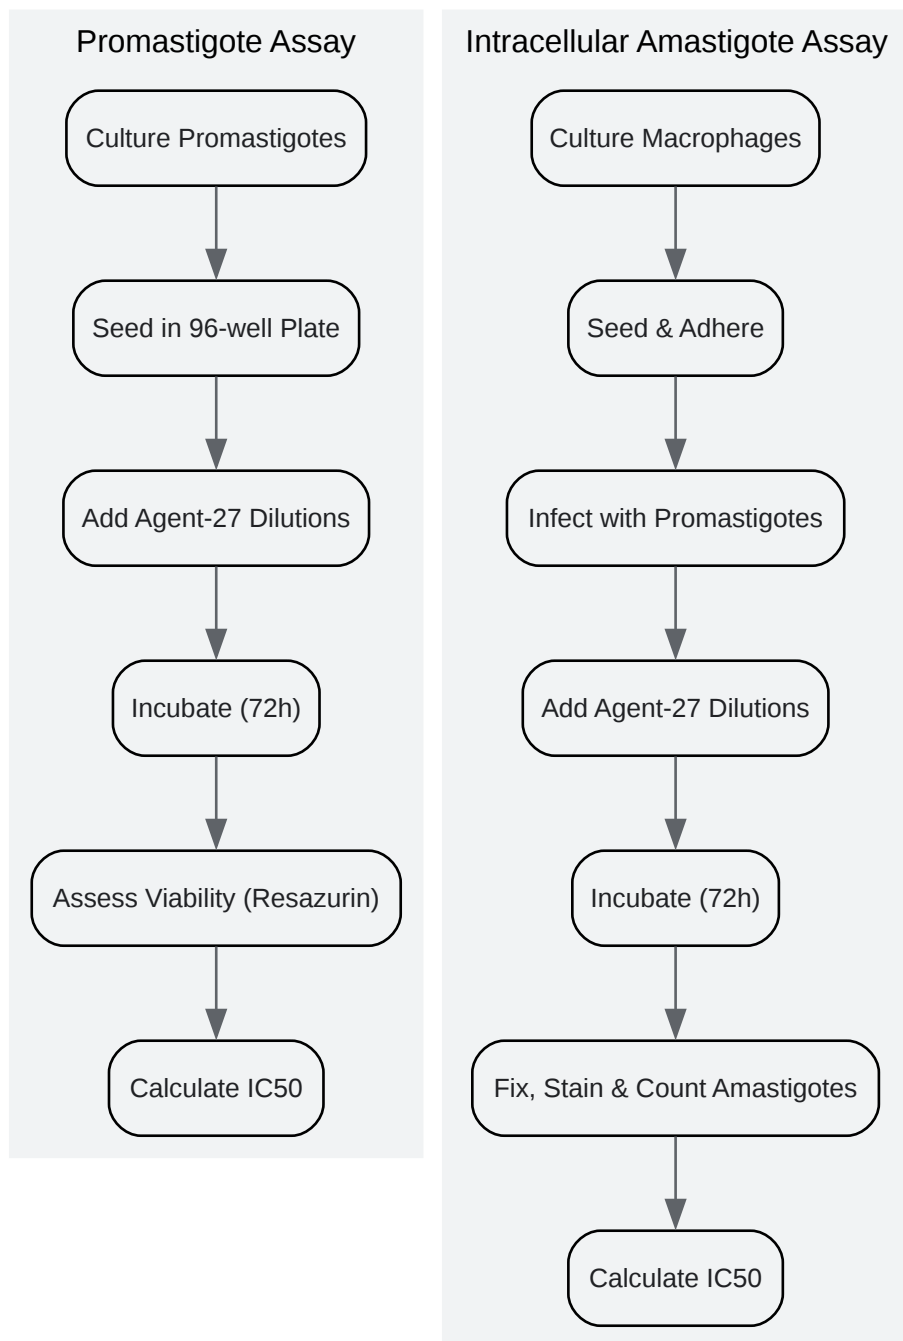 Promastigote Assay
Culture Promastigotes
Seed in 96-well Plate
Add Agent-27 Dilutions
Incubate (72h)
Assess Viability (Resazurin)
Calculate IC50
Intracellular Amastigote Assay
Culture Macrophages
Seed & Adhere
Infect with Promastigotes
Add Agent-27 Dilutions
Incubate (72h)
Fix, Stain & Count Amastigotes
Calculate IC50